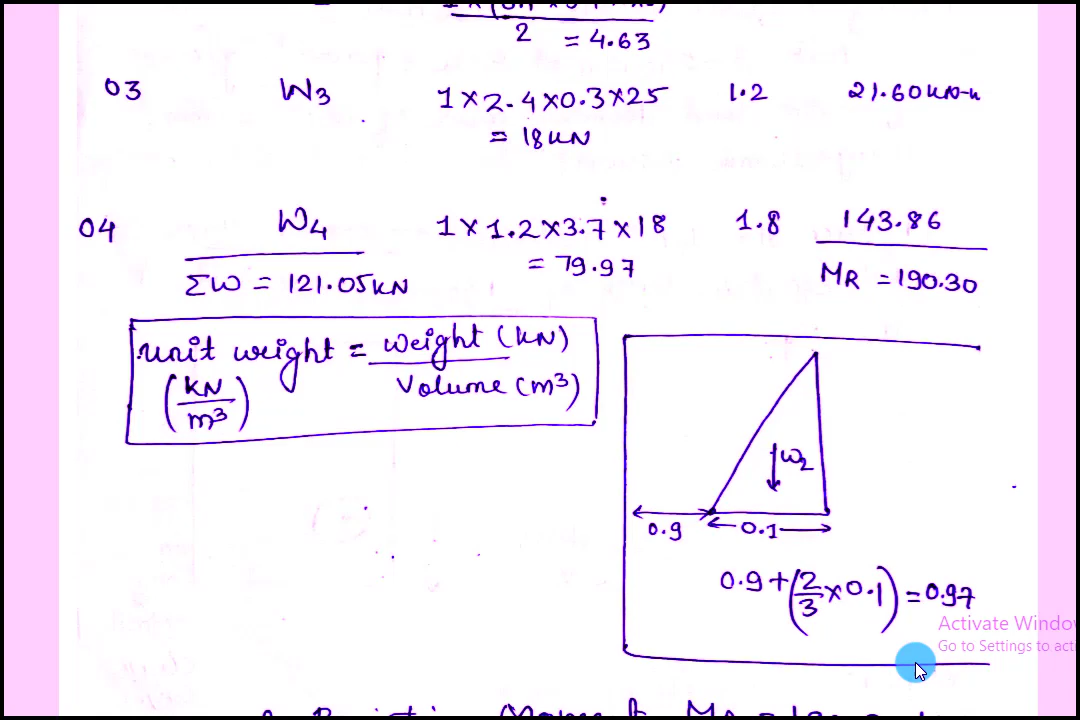 2 = 4.63
03 W3 1×2.4×0.3×25 1.2 21.60 kN-m
= 18kN
04 W4 1×1.2×3.7×18 1.8 143.86
= 79.97
ΣW = 121.05kN MR = 190.30
unit weight = weight (kN)
Volume (m³)
(kN/m³)
W2
0.9 0.1
0.9+(2/3×0.1) = 0.97
Activate Windo
Go to Settings to acti